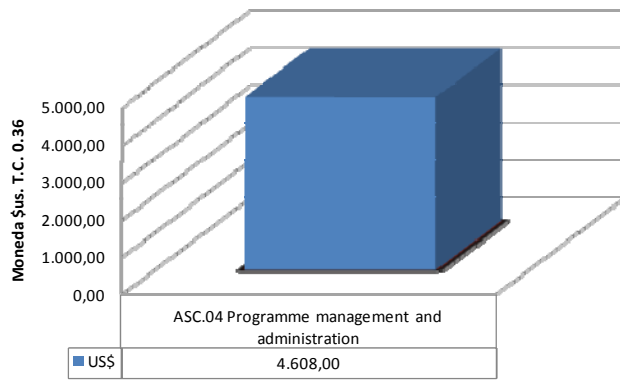 5.000,00
4.000,00
3.000,00
2.000,00
1.000,00
0,00
Moneda $us. T.C. 0.36
ASC.04 Programme management and
administration
US$ 4.608,00